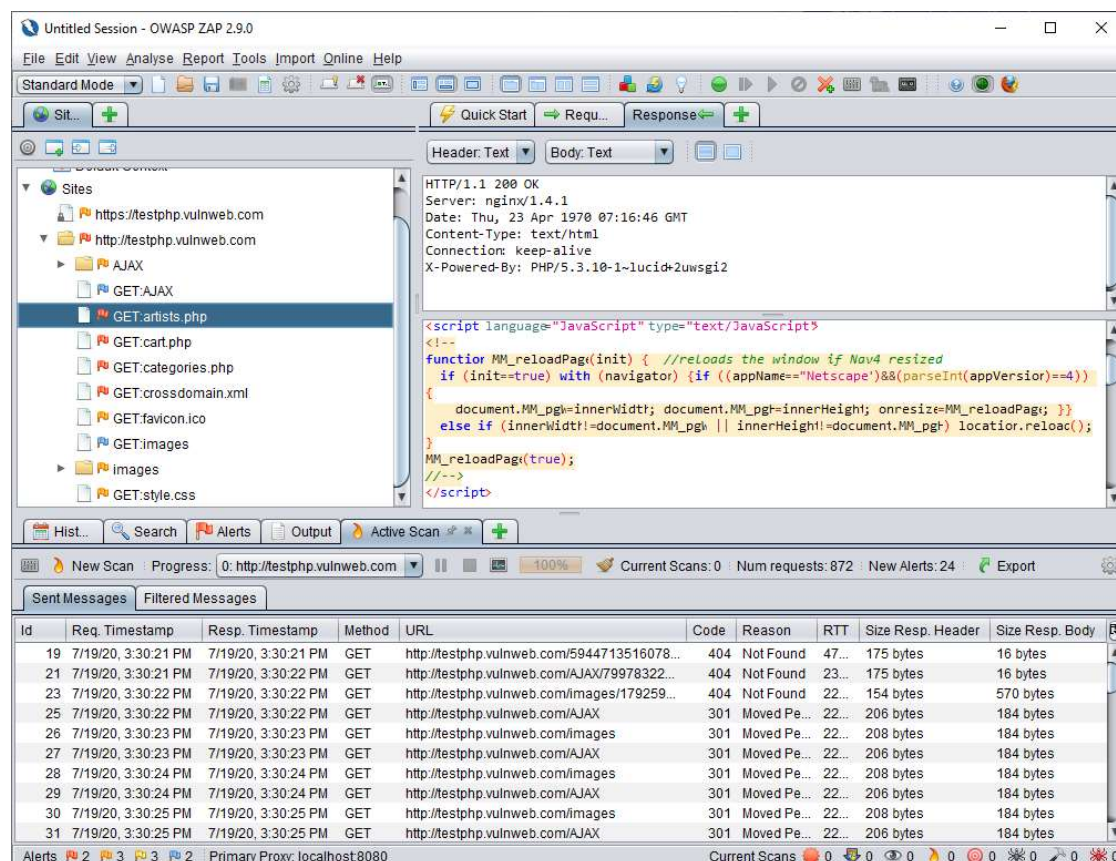 Untitled Session - OWASP ZAP 2.9.0
File Edit View Analyse Report Tools Import Online Help
Standard Mode
Sit...
Quick Start
Requ...
Response
Header: Text
Body: Text
Default Context
Sites
https://testphp.vulnweb.com
http://testphp.vulnweb.com
AJAX
GET:AJAX
GET:artists.php
GET:cart.php
GET:categories.php
GET:crossdomain.xml
GET:favicon.ico
GET:images
images
GET:style.css
HTTP/1.1 200 OK
Server: nginx/1.4.1
Date: Thu, 23 Apr 1970 07:16:46 GMT
Content-Type: text/html
Connection: keep-alive
X-Powered-By: PHP/5.3.10-1~lucid+2uwsgi2
<script language="JavaScript" type="text/JavaScript">
<!--
function MM_reloadPage(init) { //reloads the window if Nav4 resized
if (init==true) with (navigator) {if ((appName=="Netscape")&&(parseInt(appVersion)==4))
{
document.MM_pgW=innerWidth; document.MM_pgH=innerHeight; onresize=MM_reloadPage; }}
else if (innerWidth!=document.MM_pgW || innerHeight!=document.MM_pgH) location.reload();
}
MM_reloadPage(true);
//-->
</script>
Hist...
Search
Alerts
Output
Active Scan
New Scan Progress: 0: http://testphp.vulnweb.com 100% Current Scans: 0 Num requests: 872 New Alerts: 24 Export
Sent Messages Filtered Messages
Id Req. Timestamp Resp. Timestamp Method URL Code Reason RTT Size Resp. Header Size Resp. Body
19 7/19/20, 3:30:21 PM 7/19/20, 3:30:21 PM GET http://testphp.vulnweb.com/5944713516078... 404 Not Found 47... 175 bytes 16 bytes
21 7/19/20, 3:30:21 PM 7/19/20, 3:30:22 PM GET http://testphp.vulnweb.com/AJAX/79978322... 404 Not Found 23... 175 bytes 16 bytes
23 7/19/20, 3:30:22 PM 7/19/20, 3:30:22 PM GET http://testphp.vulnweb.com/images/179259... 404 Not Found 22... 154 bytes 570 bytes
25 7/19/20, 3:30:22 PM 7/19/20, 3:30:22 PM GET http://testphp.vulnweb.com/AJAX 301 Moved Pe... 22... 206 bytes 184 bytes
26 7/19/20, 3:30:23 PM 7/19/20, 3:30:23 PM GET http://testphp.vulnweb.com/images 301 Moved Pe... 22... 208 bytes 184 bytes
27 7/19/20, 3:30:23 PM 7/19/20, 3:30:24 PM GET http://testphp.vulnweb.com/AJAX 301 Moved Pe... 22... 206 bytes 184 bytes
28 7/19/20, 3:30:24 PM 7/19/20, 3:30:24 PM GET http://testphp.vulnweb.com/images 301 Moved Pe... 22... 208 bytes 184 bytes
29 7/19/20, 3:30:24 PM 7/19/20, 3:30:24 PM GET http://testphp.vulnweb.com/AJAX 301 Moved Pe... 22... 206 bytes 184 bytes
30 7/19/20, 3:30:25 PM 7/19/20, 3:30:25 PM GET http://testphp.vulnweb.com/images 301 Moved Pe... 22... 208 bytes 184 bytes
31 7/19/20, 3:30:25 PM 7/19/20, 3:30:25 PM GET http://testphp.vulnweb.com/AJAX 301 Moved Pe... 22... 206 bytes 184 bytes
Alerts 2 3 3 2 Primary Proxy: localhost:8080 Current Scans 0 0 0 0 0 0 0 0